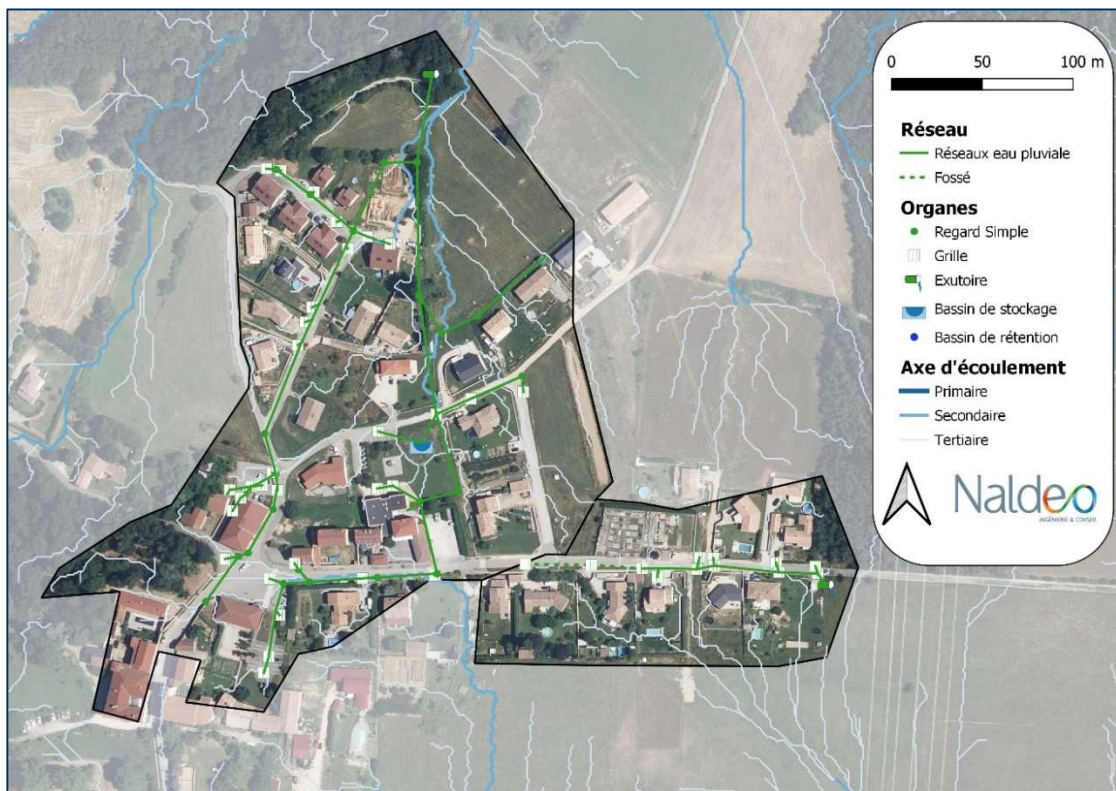 0 50 100 m
Réseau
Réseaux eau pluviale
Fossé
Organes
Regard Simple
Grille
Exutoire
Bassin de stockage
Bassin de rétention
Axe d'écoulement
Primaire
Secondaire
Tertiaire
Naldeo
INGÉNIERIE & CONSEIL